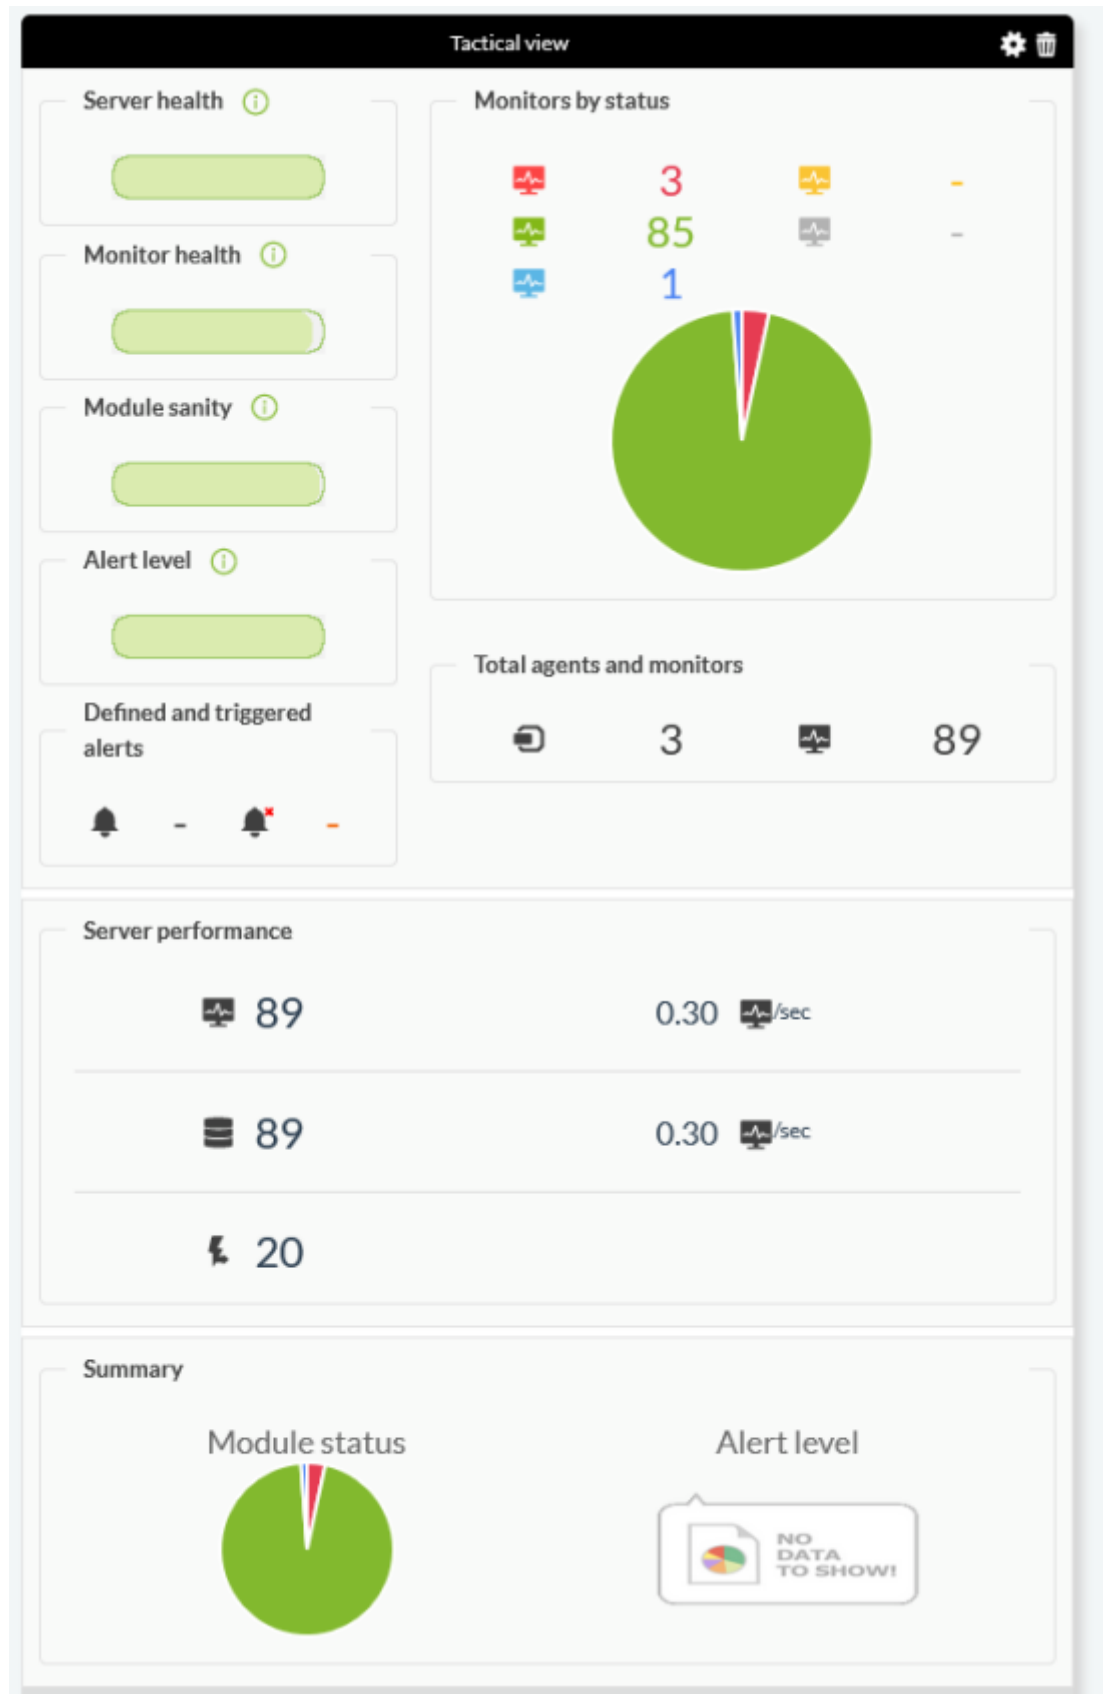 Tactical view
Server health
Monitor health
Module sanity
Alert level
Defined and triggered
alerts
- -
Monitors by status
3 -
85 -
1
Total agents and monitors
3 89
Server performance
89 0.30 /sec
89 0.30 /sec
20
Summary
Module status
Alert level
NO
DATA
TO SHOW!